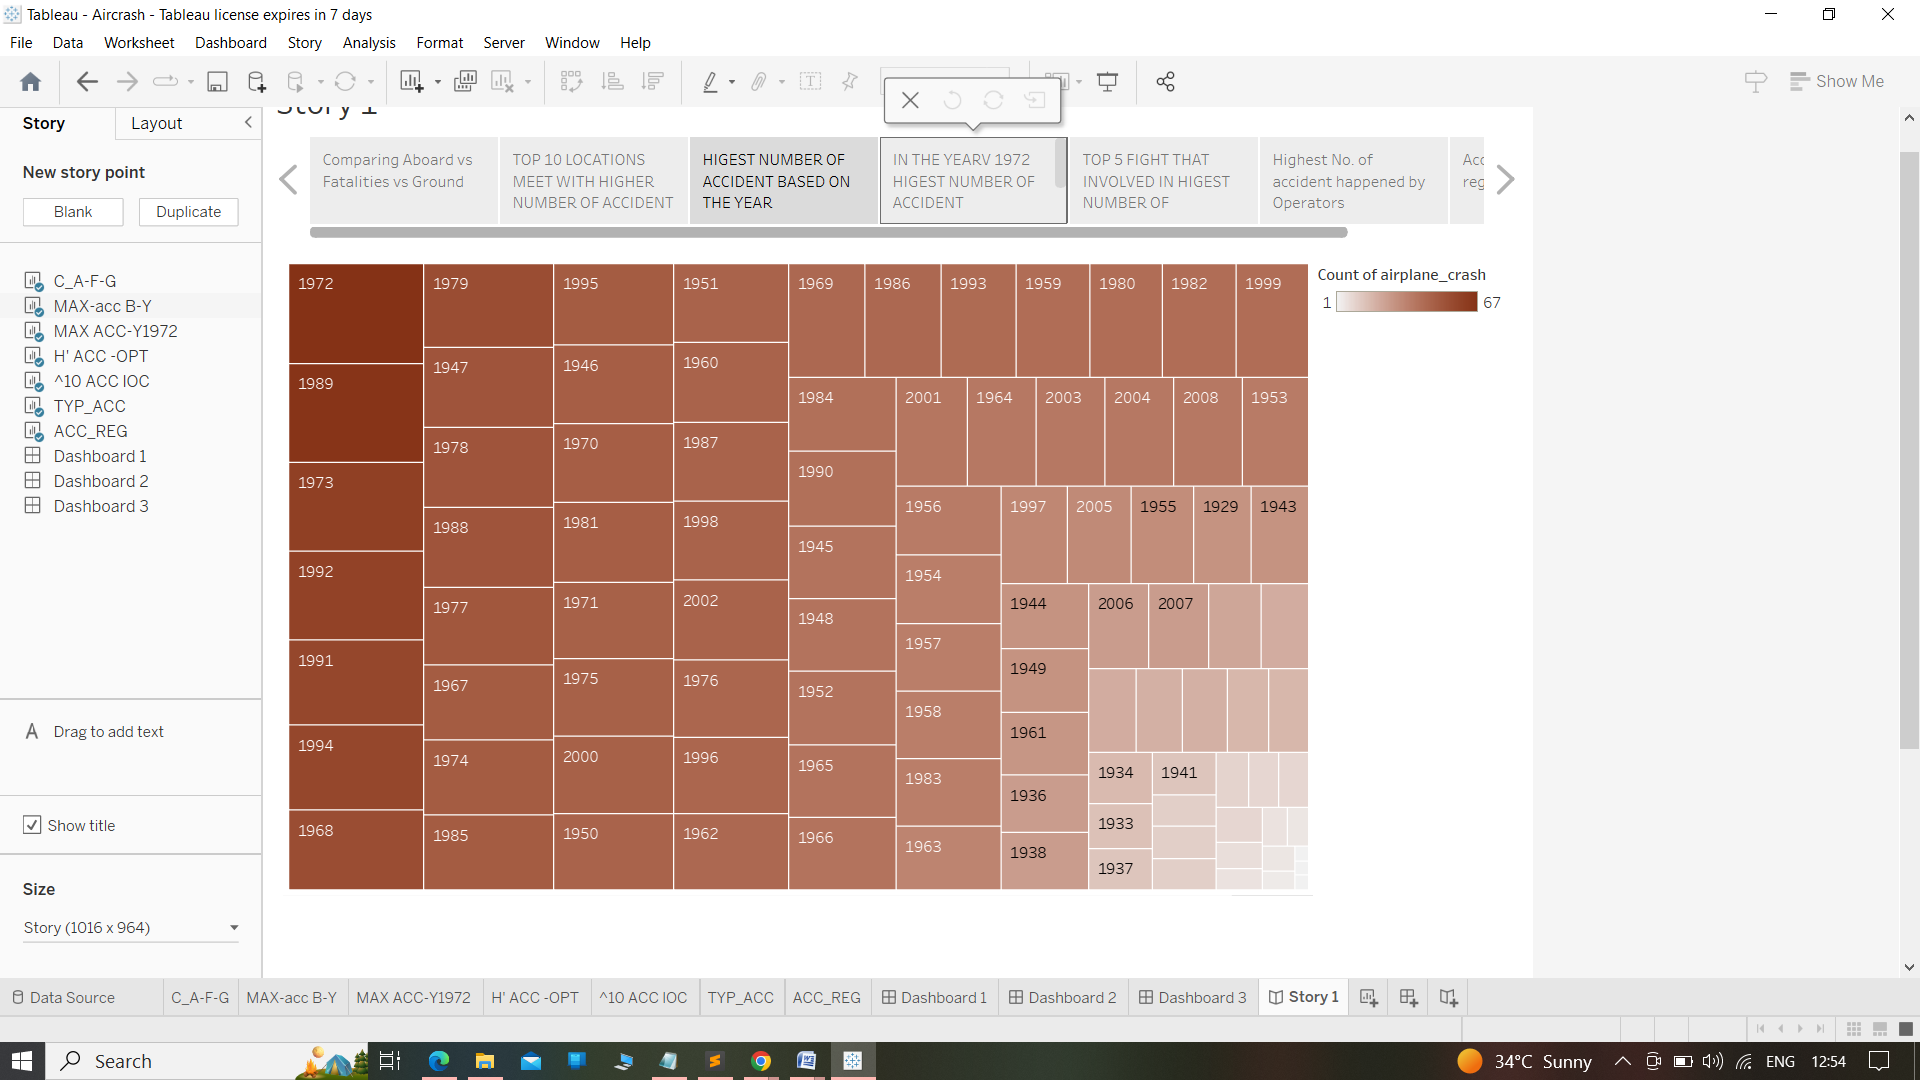 Tableau - Aircrash - Tableau license expires in 7 days
File Data Worksheet Dashboard Story Analysis Format Server Window Help
Show Me
Story Layout
New story point
Blank Duplicate
C_A-F-G
MAX-acc B-Y
MAX ACC-Y1972
H' ACC -OPT
^10 ACC lOC
TYP_ACC
ACC_REG
Dashboard 1
Dashboard 2
Dashboard 3
Drag to add text
Show title
Size
Story (1016 x 964)
Story 1
Comparing Aboard vs
Fatalities vs Ground
TOP 10 LOCATIONS
MEET WITH HIGHER
NUMBER OF ACCIDENT
HIGEST NUMBER OF
ACCIDENT BASED ON
THE YEAR
IN THE YEARV 1972
HIGEST NUMBER OF
ACCIDENT
TOP 5 FIGHT THAT
INVOLVED IN HIGEST
NUMBER OF
Highest No. of
accident happened by
Operators
Acc
reg
1972
1989
1973
1992
1991
1994
1968
1979
1947
1978
1988
1977
1967
1974
1985
1995
1946
1970
1981
1971
1975
2000
1950
1951
1960
1987
1998
2002
1976
1996
1962
1969 1986 1993 1959 1980 1982 1999
1984
1990
1945
1948
1952
1965
1966
2001 1964 2003 2004 2008 1953
1956
1954
1957
1958
1983
1963
1997 2005 1955 1929 1943
1944
1949
1961
1936
1938
2006 2007
1934 1941
1933
1937
Count of airplane_crash
1 67
Data Source C_A-F-G MAX-acc B-Y MAX ACC-Y1972 H' ACC -OPT ^10 ACC lOC TYP_ACC ACC_REG Dashboard 1 Dashboard 2 Dashboard 3 Story 1
Search 34°C Sunny ENG 12:54